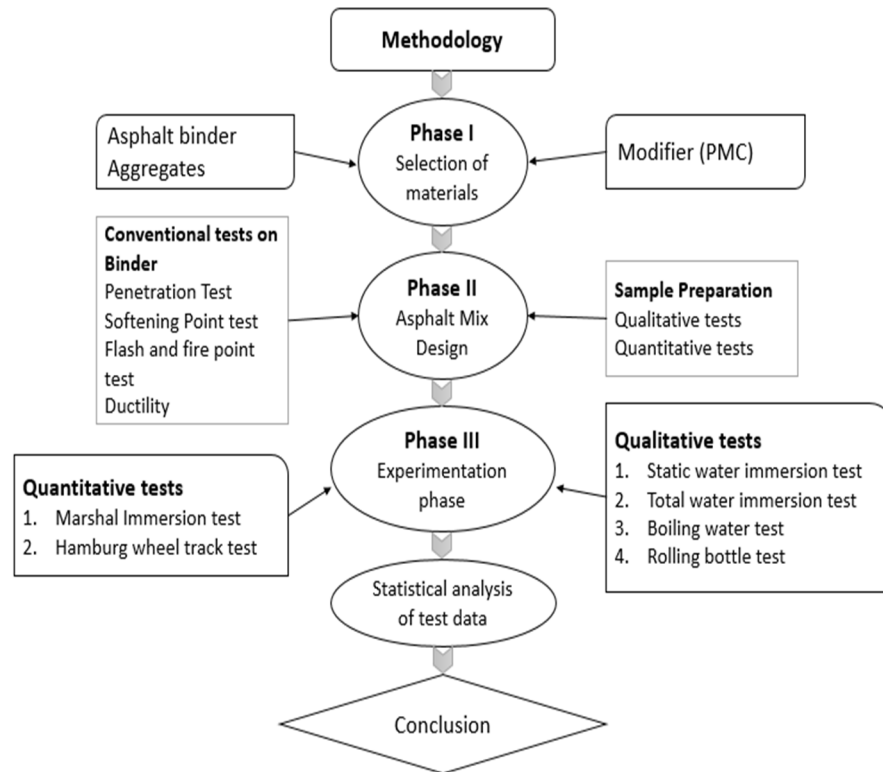 Methodology
Phase I
Selection of
materials
Asphalt binder
Aggregates
Modifier (PMC)
Conventional tests on
Binder
Penetration Test
Softening Point test
Flash and fire point
test
Ductility
Phase II
Asphalt Mix
Design
Sample Preparation
Qualitative tests
Quantitative tests
Phase III
Experimentation
phase
Quantitative tests
1. Marshal Immersion test
2. Hamburg wheel track test
Qualitative tests
1. Static water immersion test
2. Total water immersion test
3. Boiling water test
4. Rolling bottle test
Statistical analysis
of test data
Conclusion